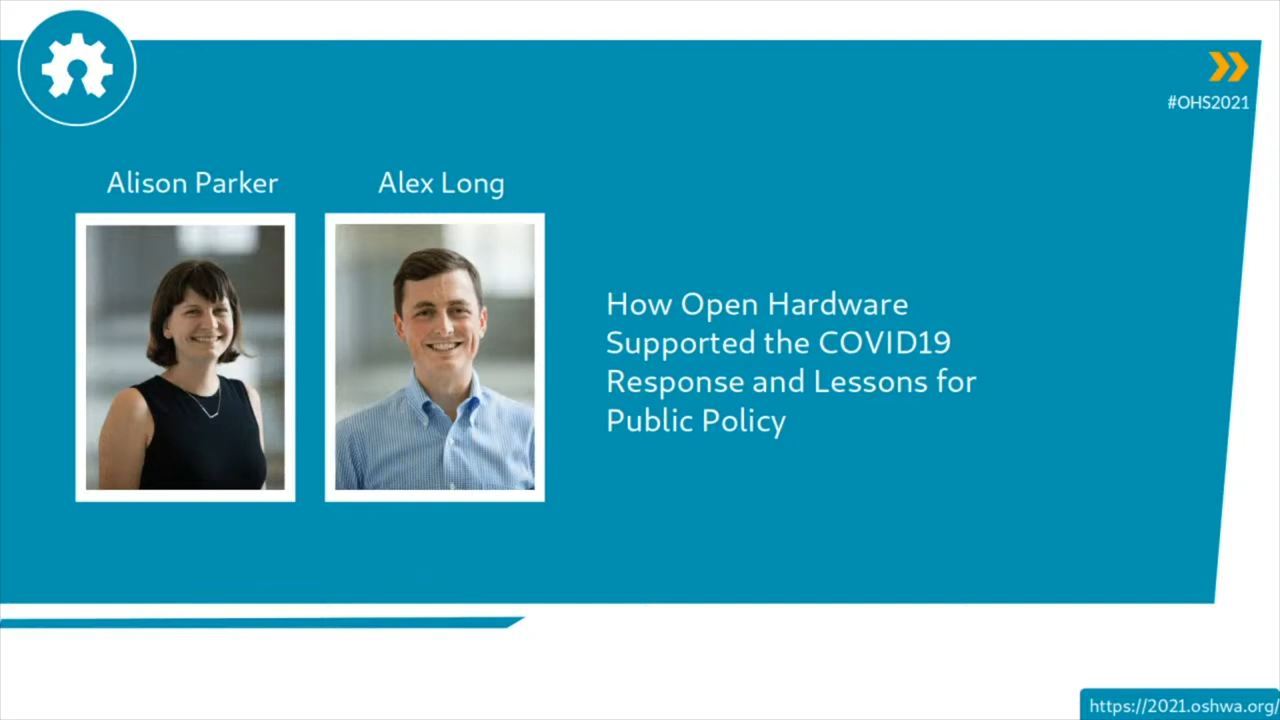 #OHS2021
Alison Parker
Alex Long
How Open Hardware
Supported the COVID19
Response and Lessons for
Public Policy
https://2021.oshwa.org/